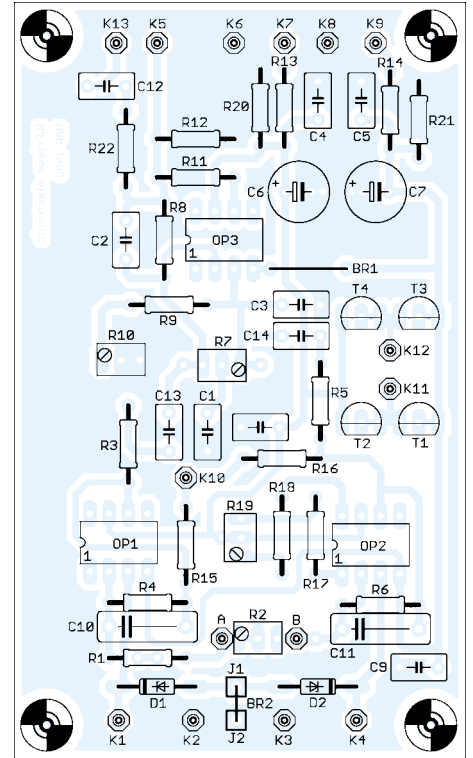 K13 K5 K6 K7 K8 K9
R13
C12 R20 R14
C4 C5 R21
R22 R12
R11
C6 + + C7
R8
C2 OP3
1
BR1
C3 T4 T3
R9
C14
R10 R7 K12
K11
C13 C1 R5
R3
T2 T1
R16
K10
R19 R18
OP1 OP2
1 1
R15 R17
R4 R6
C10 A R2 B
C11
R1 J1 C9
D1 BR2 D2
K1 K2 J2 K3 K4